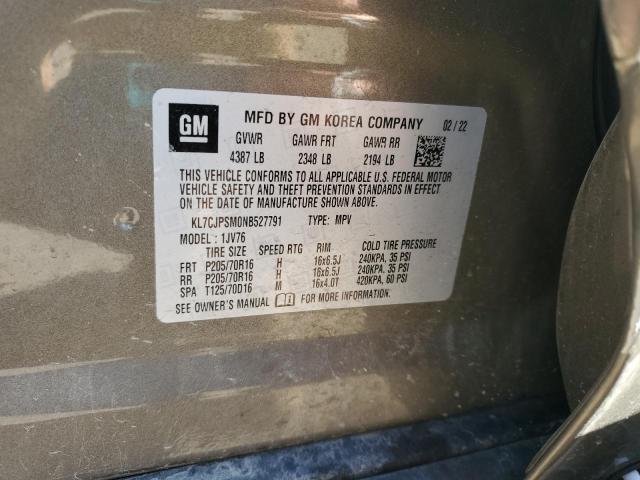 GM
MFD BY GM KOREA COMPANY 02 / 22
GVWR GAWR FRT GAWR RR
4387 LB 2348 LB 2194 LB
THIS VEHICLE CONFORMS TO ALL APPLICABLE U.S. FEDERAL MOTOR
VEHICLE SAFETY AND THEFT PREVENTION STANDARDS IN EFFECT
ON THE DATE OF MANUFACTURE SHOWN ABOVE.
KL7CJPSM0NB527791 TYPE: MPV
MODEL : 1JV76
TIRE SIZE SPEED RTG RIM COLD TIRE PRESSURE
FRT P205/70R16 H 16x6.5J 240KPA, 35 PSI
RR P205/70R16 H 16x6.5J 240KPA, 35 PSI
SPA T125/70D16 M 16x4.0T 420KPA, 60 PSI
SEE OWNER'S MANUAL FOR MORE INFORMATION.